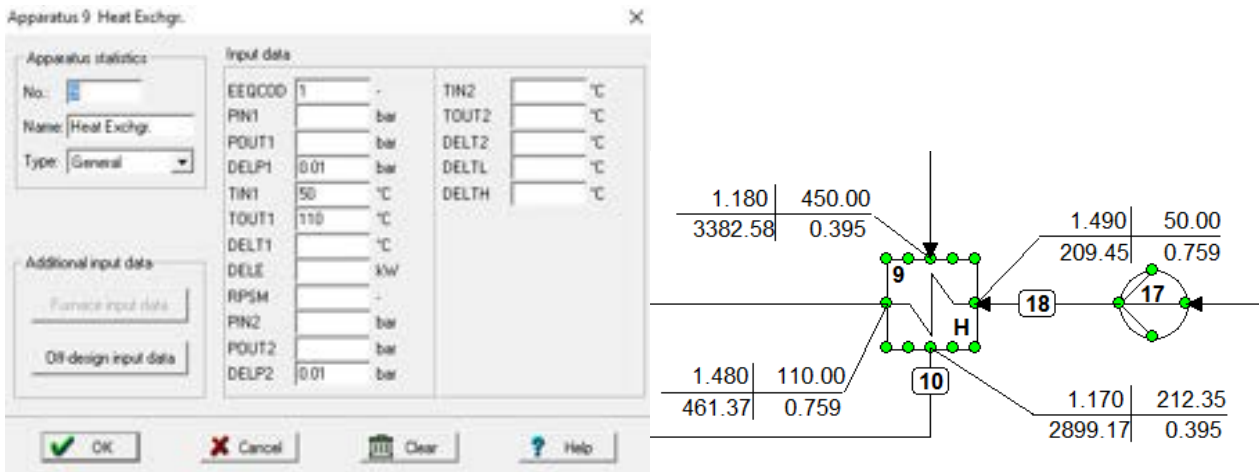 Apparatus 9 Heat Exchgr.
Apparatus statistics
No.: 9
Name: Heat Exchgr.
Type: General
Additional input data
Furnace input data
Off-design input data
Input data
EEQCOD 1 -
PIN1 bar
POUT1 bar
DELP1 0.01 bar
TIN1 50 °C
TOUT1 110 °C
DELT1 °C
DELE kW
RPSM -
PIN2 bar
POUT2 bar
DELP2 0.01 bar
TIN2 °C
TOUT2 °C
DELT2 °C
DELTL °C
DELTH °C
OK
Cancel
Clear
? Help
1.180 450.00
3382.58 0.395
1.490 50.00
209.45 0.759
9
H
18
17
10
1.480 110.00
461.37 0.759
1.170 212.35
2899.17 0.395